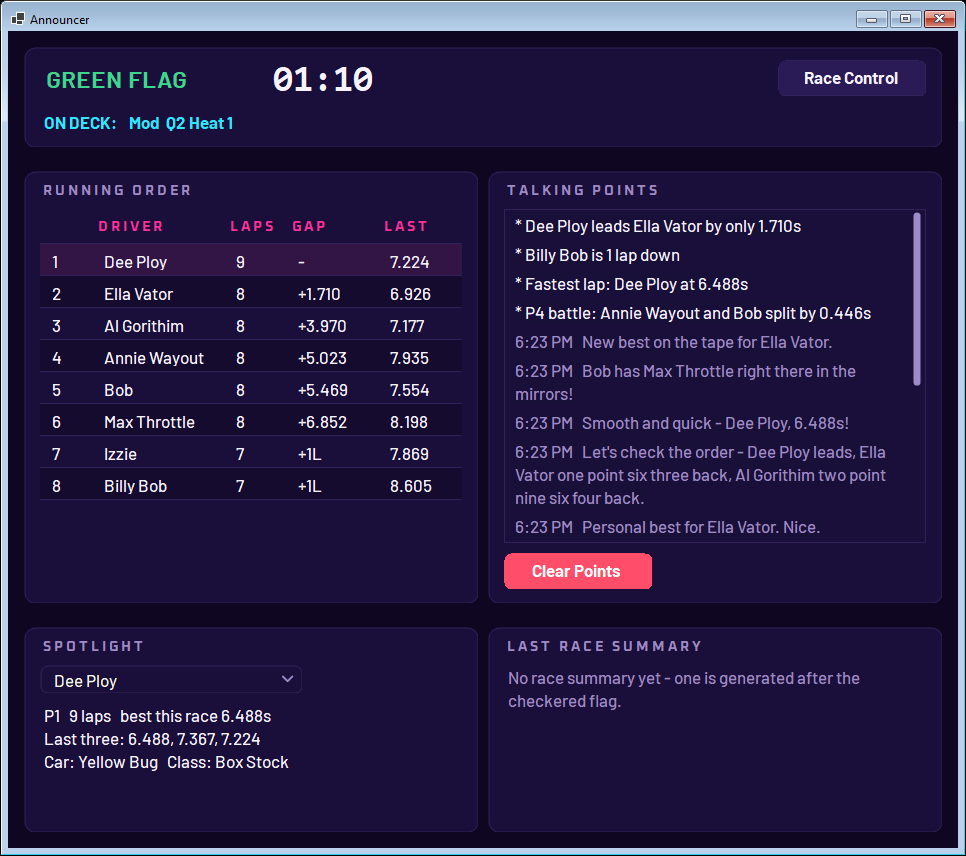 Announcer
GREEN FLAG
01:10
Race Control
ON DECK: Mod Q2 Heat 1
RUNNING ORDER
DRIVER LAPS GAP LAST
1 Dee Ploy 9 - 7.224
2 Ella Vator 8 +1.710 6.926
3 Al Gorithim 8 +3.970 7.177
4 Annie Wayout 8 +5.023 7.935
5 Bob 8 +5.469 7.554
6 Max Throttle 8 +6.852 8.198
7 Izzie 7 +1L 7.869
8 Billy Bob 7 +1L 8.605
TALKING POINTS
* Dee Ploy leads Ella Vator by only 1.710s
* Billy Bob is 1 lap down
* Fastest lap: Dee Ploy at 6.488s
* P4 battle: Annie Wayout and Bob split by 0.446s
6:23 PM New best on the tape for Ella Vator.
6:23 PM Bob has Max Throttle right there in the
mirrors!
6:23 PM Smooth and quick - Dee Ploy, 6.488s!
6:23 PM Let's check the order - Dee Ploy leads, Ella
Vator one point six three back, Al Gorithim two point
nine six four back.
6:23 PM Personal best for Ella Vator. Nice.
Clear Points
SPOTLIGHT
Dee Ploy
P1 9 laps best this race 6.488s
Last three: 6.488, 7.367, 7.224
Car: Yellow Bug Class: Box Stock
LAST RACE SUMMARY
No race summary yet - one is generated after the
checkered flag.